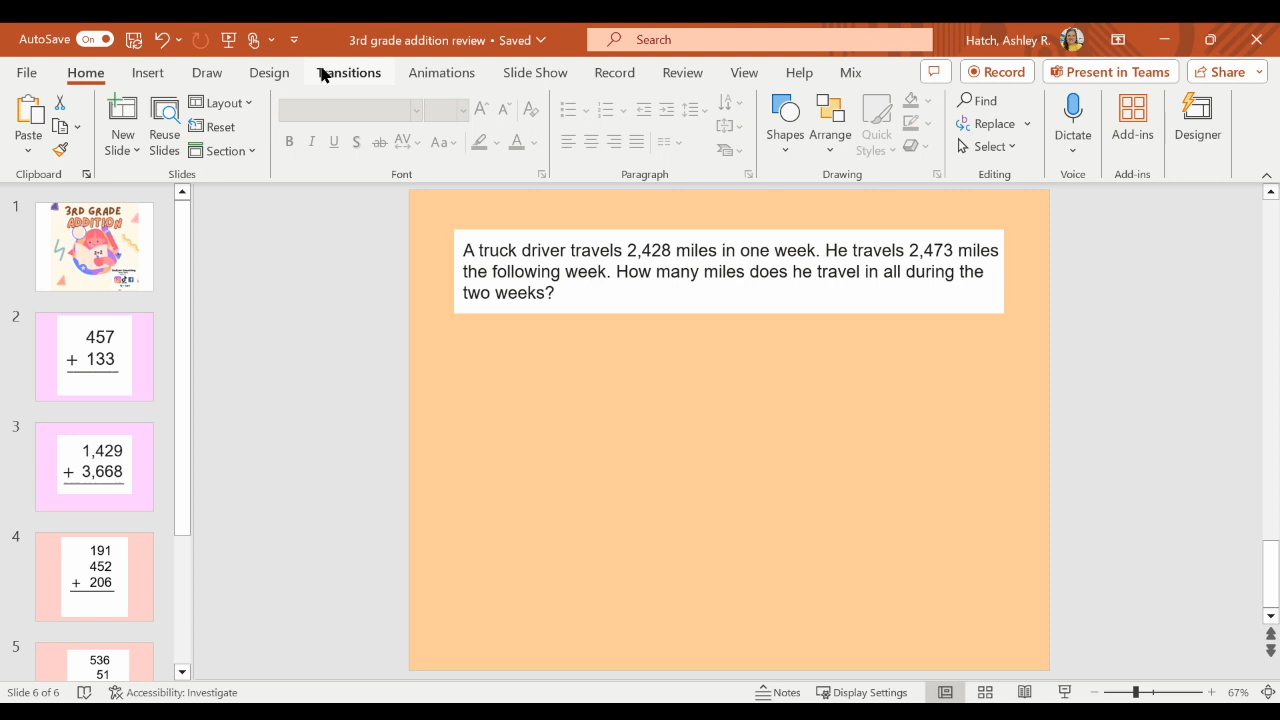 AutoSave On 3rd grade addition review • Saved Search Hatch, Ashley R.
File Home Insert Draw Design Transitions Animations Slide Show Record Review View Help Mix Record Present in Teams Share
Paste
Clipboard
New Slide
Reuse Slides
Layout
Reset
Section
Slides
B I U S ab AV Aa A
Font
Paragraph
Shapes
Arrange
Quick Styles
Drawing
Find
Replace
Select
Editing
Dictate
Voice
Add-ins
Add-ins
Designer
1
3RD GRADE
ADDITION
2
457
+ 133
3
1,429
+ 3,668
4
191
452
+ 206
5
536
51
A truck driver travels 2,428 miles in one week. He travels 2,473 miles
the following week. How many miles does he travel in all during the
two weeks?
Slide 6 of 6 Accessibility: Investigate Notes Display Settings 67%